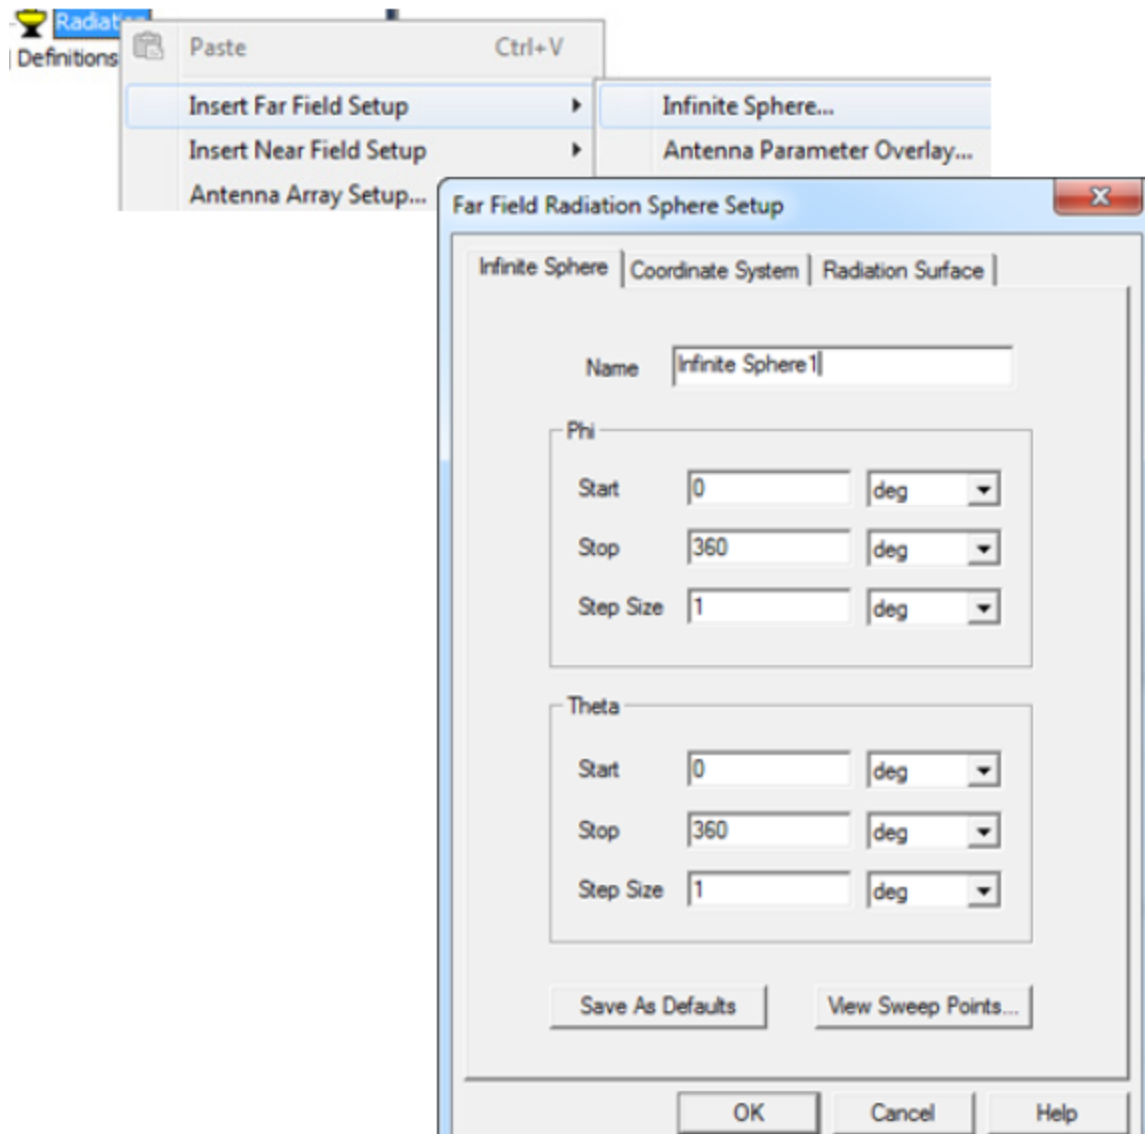 Radiation
Definitions
Paste Ctrl+V
Insert Far Field Setup
Insert Near Field Setup
Antenna Array Setup...
Infinite Sphere...
Antenna Parameter Overlay...
Far Field Radiation Sphere Setup
Infinite Sphere Coordinate System Radiation Surface
Name Infinite Sphere1
Phi
Start 0 deg
Stop 360 deg
Step Size 1 deg
Theta
Start 0 deg
Stop 360 deg
Step Size 1 deg
Save As Defaults View Sweep Points...
OK Cancel Help